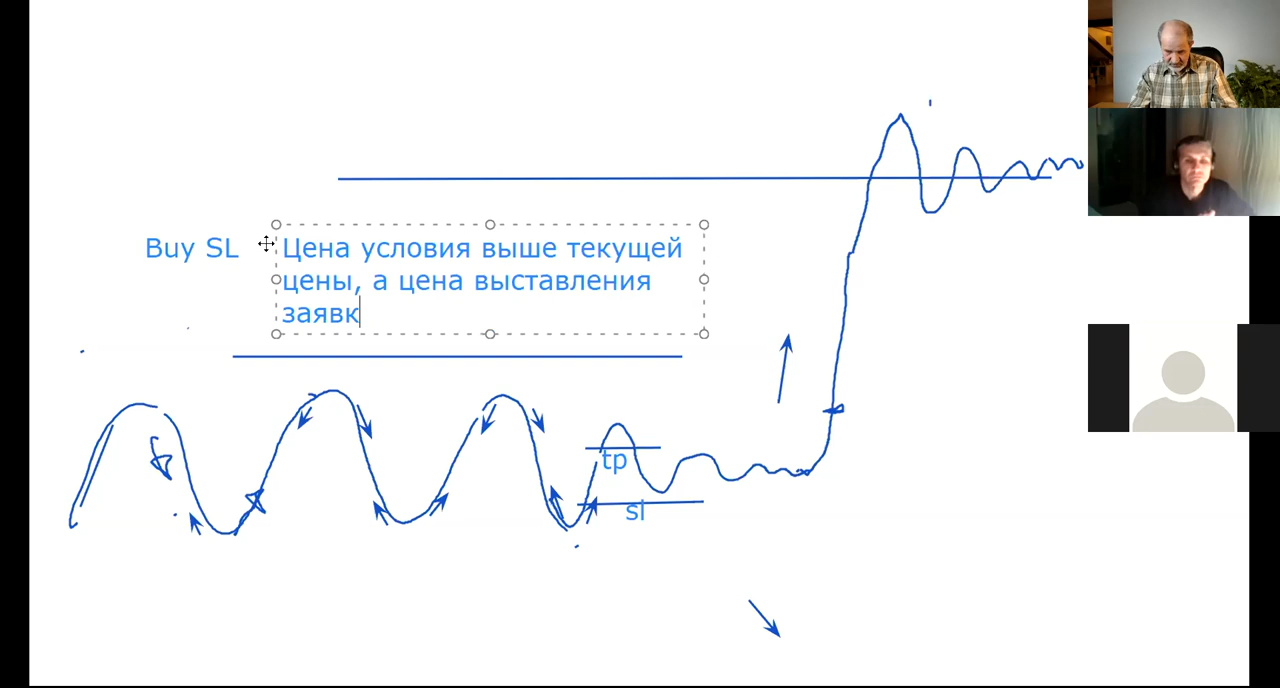 Buy SL
Цена условия выше текущей
цены, а цена выставления
заявк
tp
sl